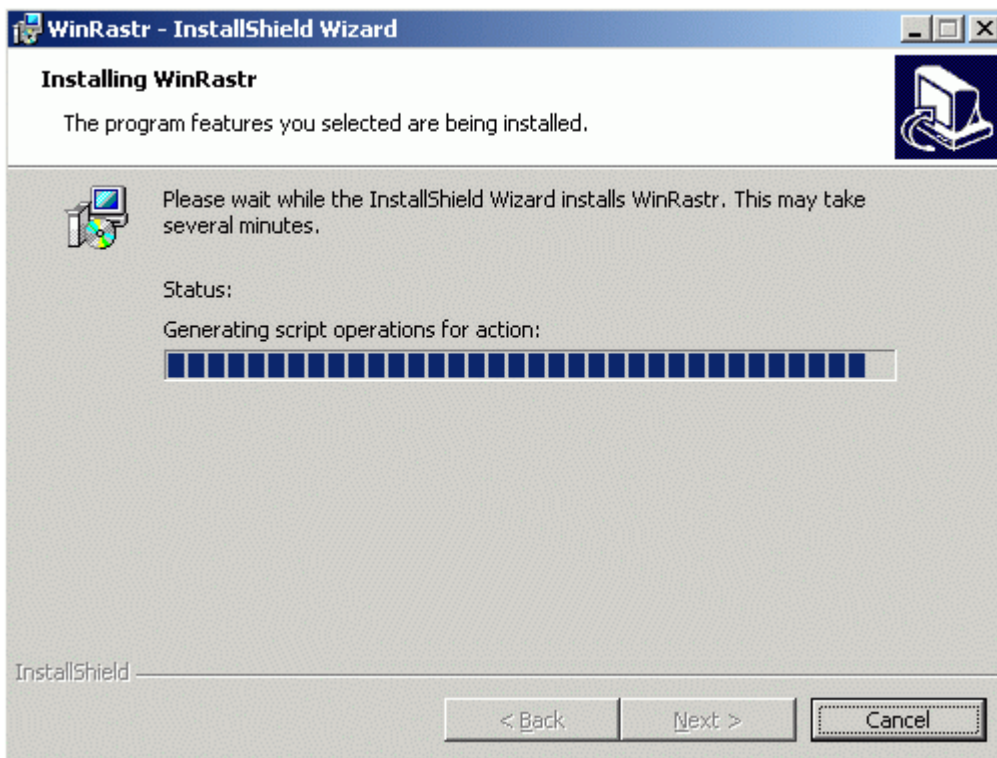 WinRastr - InstallShield Wizard
Installing WinRastr
The program features you selected are being installed.
Please wait while the InstallShield Wizard installs WinRastr. This may take
several minutes.
Status:
Generating script operations for action:
InstallShield
< Back
Next >
Cancel